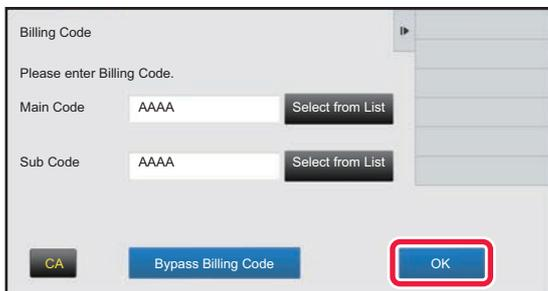 Billing Code
Please enter Billing Code.
Main Code AAAA Select from List
Sub Code AAAA Select from List
CA Bypass Billing Code OK